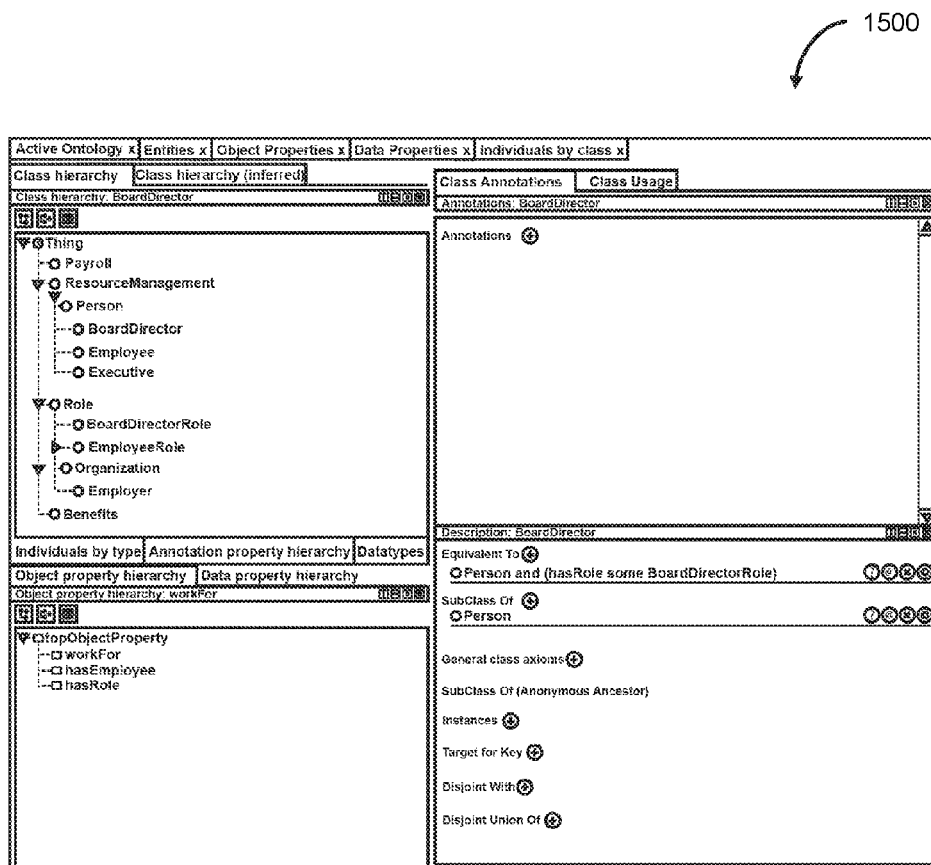 1500
Active Ontology x Entities x Object Properties x Data Properties x Individuals by class x
Class hierarchy Class hierarchy (inferred)
Class hierarchy: BoardDirector
Thing
Payroll
ResourceManagement
Person
BoardDirector
Employee
Executive
Role
BoardDirectorRole
EmployeeRole
Organization
Employer
Benefits
Individuals by type Annotation property hierarchy Datatypes
Object property hierarchy Data property hierarchy
Object property hierarchy: workFor
topObjectProperty
workFor
hasEmployee
hasRole
Class Annotations Class Usage
Annotations: BoardDirector
Annotations
Description: BoardDirector
Equivalent To
Person and (hasRole some BoardDirectorRole)
SubClass Of
Person
General class axioms
SubClass Of (Anonymous Ancestor)
Instances
Target for Key
Disjoint With
Disjoint Union Of